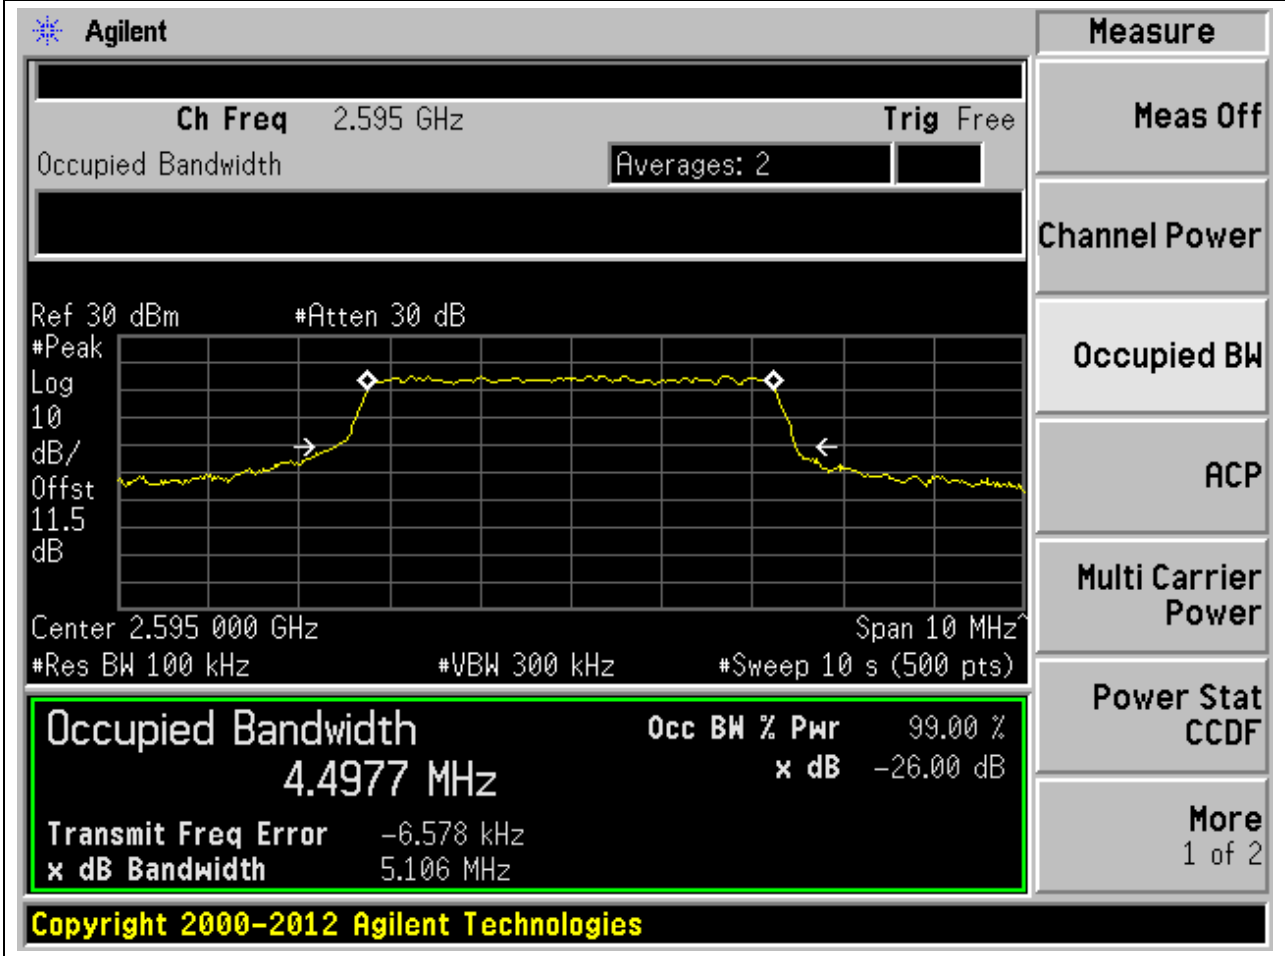 Agilent
Measure
Ch Freq 2.595 GHz Trig Free
Occupied Bandwidth Averages: 2
Ref 30 dBm #Atten 30 dB
#Peak
Log
10
dB/
Offst
11.5
dB
Center 2.595 000 GHz Span 10 MHz^
#Res BW 100 kHz #VBW 300 kHz #Sweep 10 s (500 pts)
Occupied Bandwidth Occ BW % Pwr 99.00 %
4.4977 MHz x dB -26.00 dB
Transmit Freq Error -6.578 kHz
x dB Bandwidth 5.106 MHz
Meas Off
Channel Power
Occupied BW
ACP
Multi Carrier
Power
Power Stat
CCDF
More
1 of 2
Copyright 2000-2012 Agilent Technologies